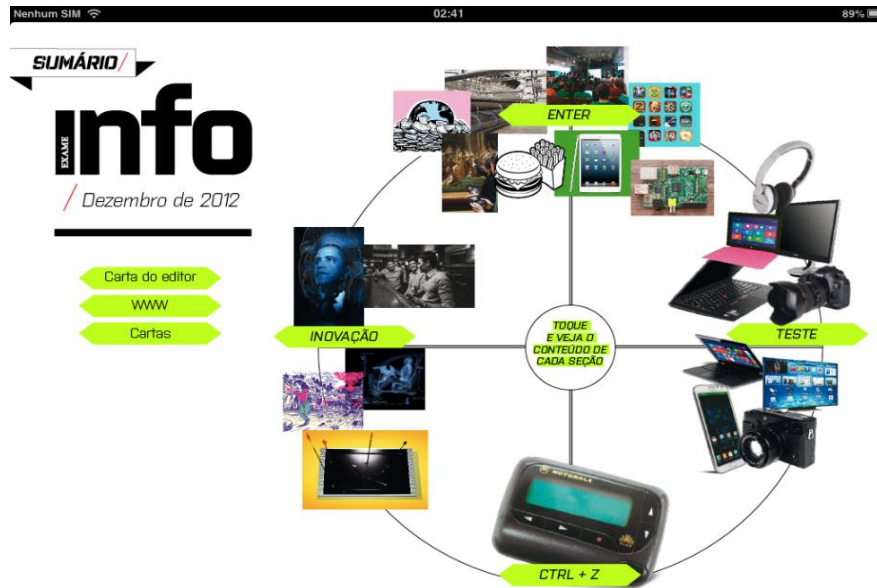 Nenhum SIM 02:41 89%
SUMÁRIO/
EXAME
info
/ Dezembro de 2012
Carta do editor
WWW
Cartas
ENTER
INOVAÇÃO
TOQUE
E VEJA O
CONTEÚDO DE
CADA SEÇÃO
TESTE
MOTOROLA
CTRL + Z